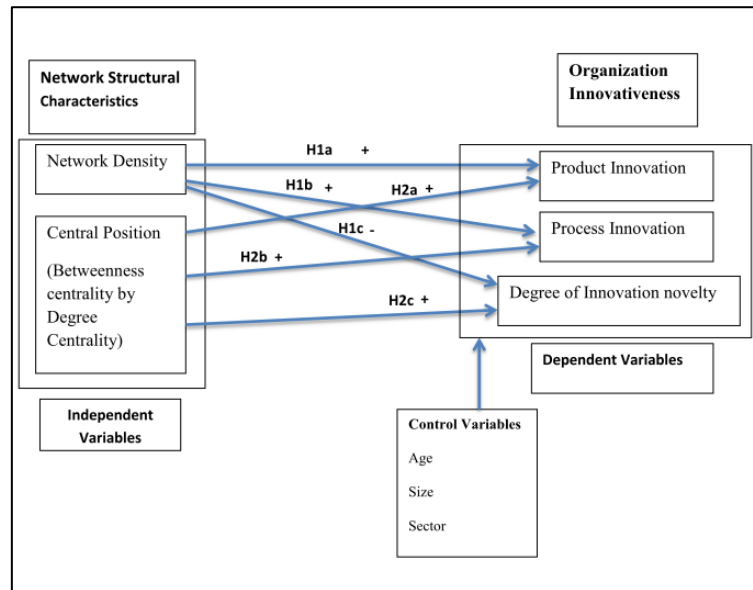 Network Structural
Characteristics
Organization
Innovativeness
H1a +
Network Density
Product Innovation
H1b +
H2a +
Central Position
Process Innovation
H1c -
(Betweenness
centrality by
Degree
Centrality)
H2b +
Degree of Innovation novelty
H2c +
Dependent Variables
Independent
Variables
Control Variables
Age
Size
Sector